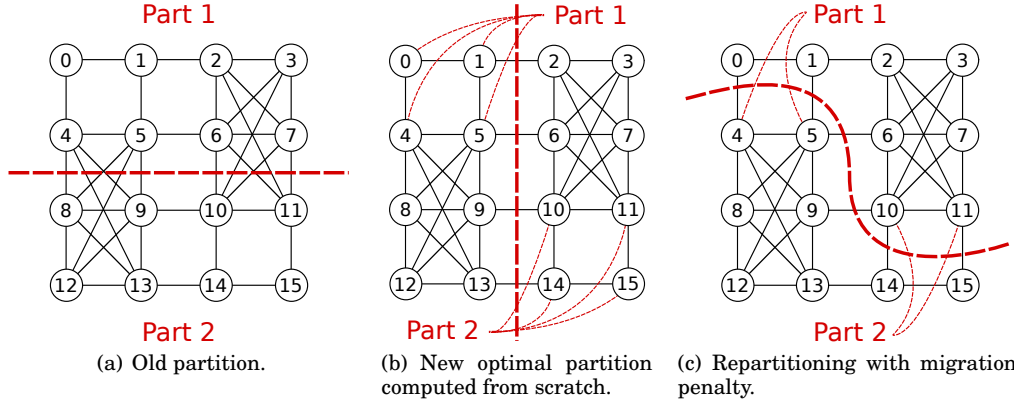 Part 1
0 1 2 3
4 5 6 7
8 9 10 11
12 13 14 15
Part 2
(a) Old partition.
Part 1
0 1 2 3
4 5 6 7
8 9 10 11
12 13 14 15
Part 2
(b) New optimal partition
computed from scratch.
Part 1
0 1 2 3
4 5 6 7
8 9 10 11
12 13 14 15
Part 2
(c) Repartitioning with migration
penalty.